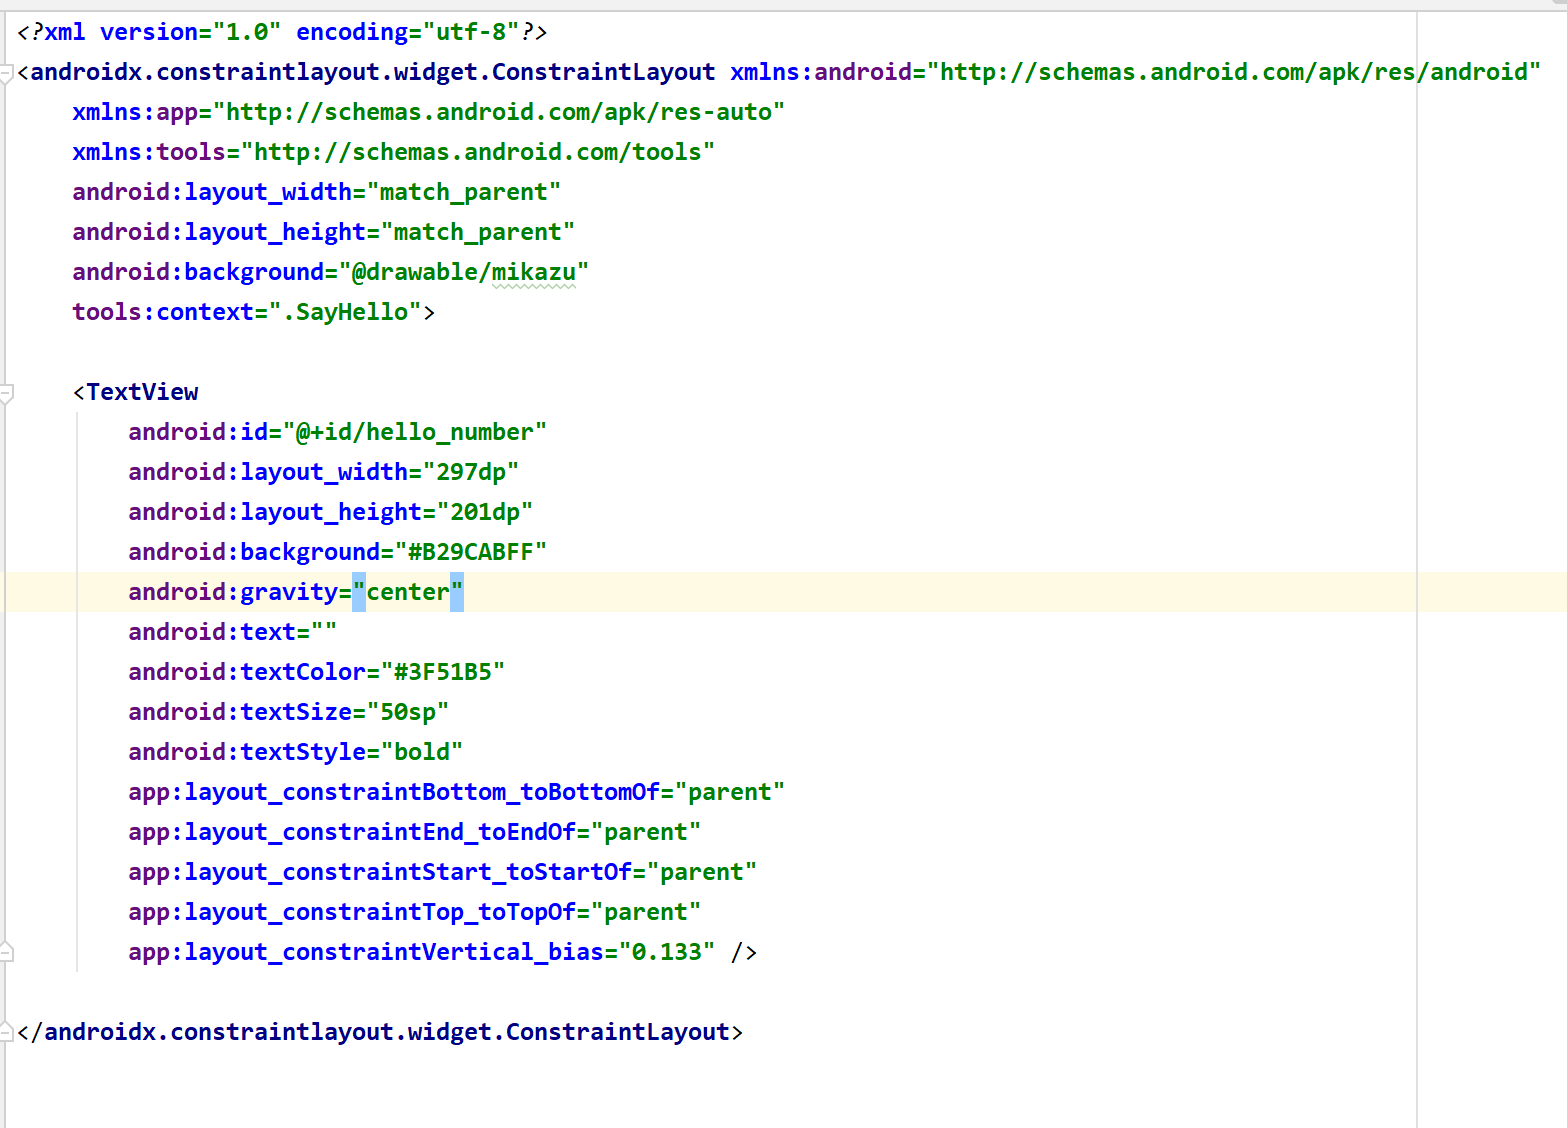 <?xml version="1.0" encoding="utf-8"?>
<androidx.constraintlayout.widget.ConstraintLayout xmlns:android="http://schemas.android.com/apk/res/android"
    xmlns:app="http://schemas.android.com/apk/res-auto"
    xmlns:tools="http://schemas.android.com/tools"
    android:layout_width="match_parent"
    android:layout_height="match_parent"
    android:background="@drawable/mikazu"
    tools:context=".SayHello">

    <TextView
        android:id="@+id/hello_number"
        android:layout_width="297dp"
        android:layout_height="201dp"
        android:background="#B29CABFF"
        android:gravity="center"
        android:text=""
        android:textColor="#3F51B5"
        android:textSize="50sp"
        android:textStyle="bold"
        app:layout_constraintBottom_toBottomOf="parent"
        app:layout_constraintEnd_toEndOf="parent"
        app:layout_constraintStart_toStartOf="parent"
        app:layout_constraintTop_toTopOf="parent"
        app:layout_constraintVertical_bias="0.133" />

</androidx.constraintlayout.widget.ConstraintLayout>